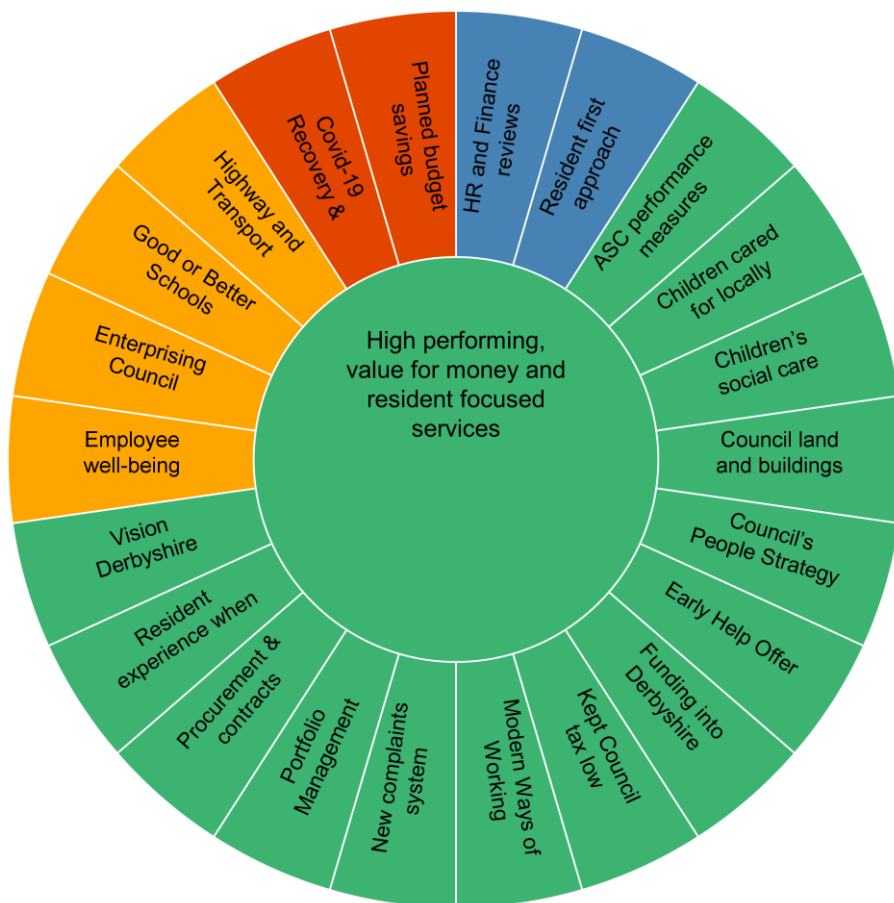 High performing,
value for money and
resident focused
services
HR and Finance
reviews
Resident first
approach
ASC performance
measures
Children cared
for locally
Children’s
social care
Council land
and buildings
Council’s
People Strategy
Early Help Offer
Funding into
Derbyshire
Kept Council
tax low
Modern Ways of
Working
New complaints
system
Portfolio
Management
Procurement &
contracts
Resident
experience when
Vision
Derbyshire
Employee
well-being
Enterprising
Council
Good or Better
Schools
Highway and
Transport
Covid-19
Recovery &
Planned budget
savings